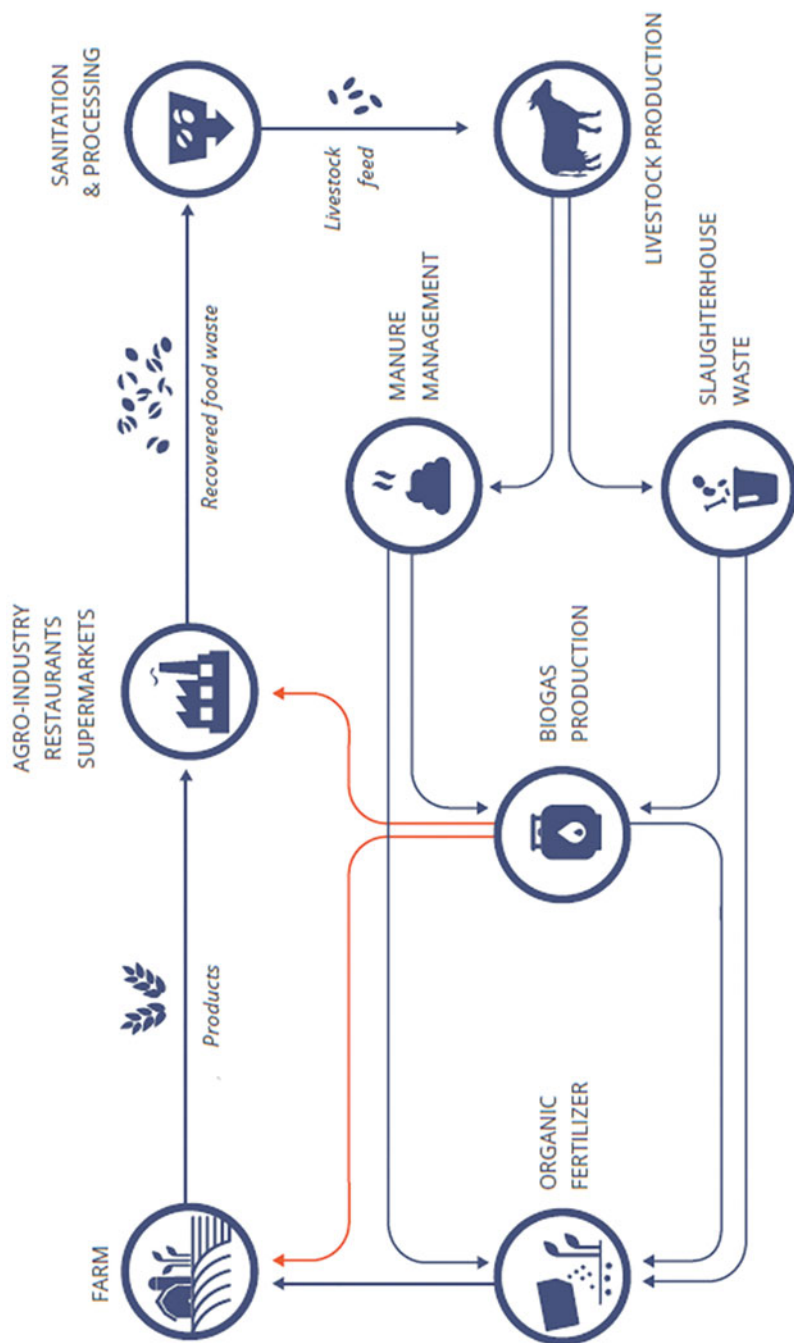 FARM
Products
AGRO-INDUSTRY
RESTAURANTS
SUPERMARKETS
Recovered food waste
SANITATION
& PROCESSING
Livestock
feed
ORGANIC
FERTILIZER
BIOGAS
PRODUCTION
MANURE
MANAGEMENT
LIVESTOCK PRODUCTION
SLAUGHTERHOUSE
WASTE